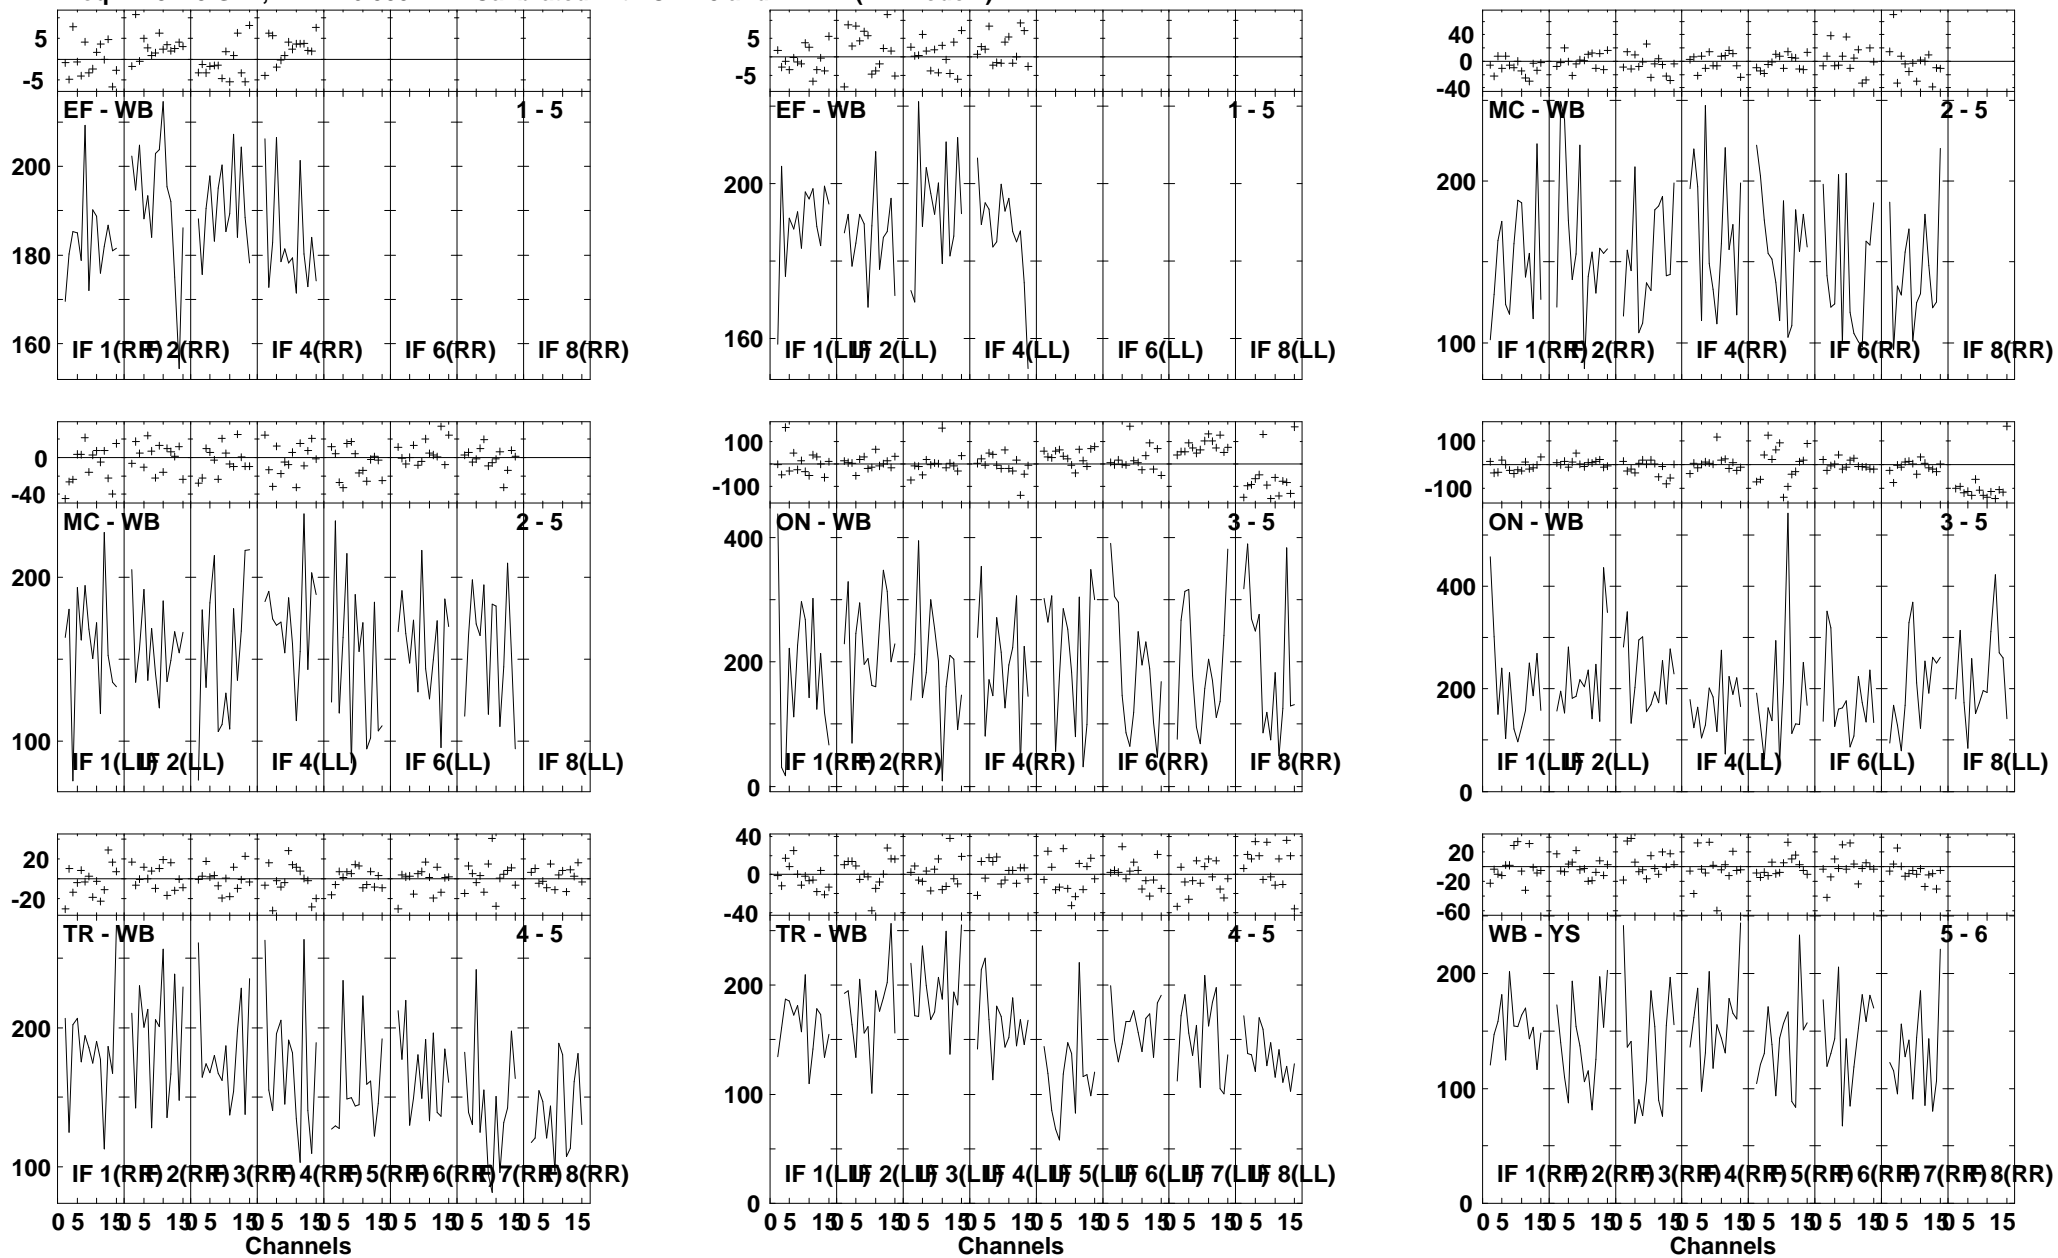 5
-5
EF - WB
1 - 5
200
180
160
IF 1(RR)
IF 2(RR)
IF 4(RR)
IF 6(RR)
IF 8(RR)
5
-5
EF - WB
1 - 5
200
160
IF 1(LL)
IF 2(LL)
IF 4(LL)
IF 6(LL)
IF 8(LL)
40
0
-40
MC - WB
2 - 5
200
100
IF 1(RR)
IF 2(RR)
IF 4(RR)
IF 6(RR)
IF 8(RR)
0
-40
MC - WB
2 - 5
200
100
IF 1(LL)
IF 2(LL)
IF 4(LL)
IF 6(LL)
IF 8(LL)
100
-100
ON - WB
3 - 5
400
200
0
IF 1(RR)
IF 2(RR)
IF 4(RR)
IF 6(RR)
IF 8(RR)
100
-100
ON - WB
3 - 5
400
200
0
IF 1(LL)
IF 2(LL)
IF 4(LL)
IF 6(LL)
IF 8(LL)
20
-20
TR - WB
4 - 5
200
100
IF 1(RR)
IF 2(RR)
IF 3(RR)
IF 4(RR)
IF 5(RR)
IF 6(RR)
IF 7(RR)
IF 8(RR)
0 5 15
0 5 15
0 5 15
0 5 15
0 5 15
0 5 15
0 5 15
0 5 15
Channels
40
0
-40
TR - WB
4 - 5
200
100
0
IF 1(LL)
IF 2(LL)
IF 3(LL)
IF 4(LL)
IF 5(LL)
IF 6(LL)
IF 7(LL)
IF 8(LL)
0 5 15
0 5 15
0 5 15
0 5 15
0 5 15
0 5 15
0 5 15
0 5 15
Channels
20
-20
-60
WB - YS
5 - 6
200
100
0
IF 1(RR)
IF 2(RR)
IF 3(RR)
IF 4(RR)
IF 5(RR)
IF 6(RR)
IF 7(RR)
IF 8(RR)
0 5 15
0 5 15
0 5 15
0 5 15
0 5 15
0 5 15
0 5 15
0 5 15
Channels